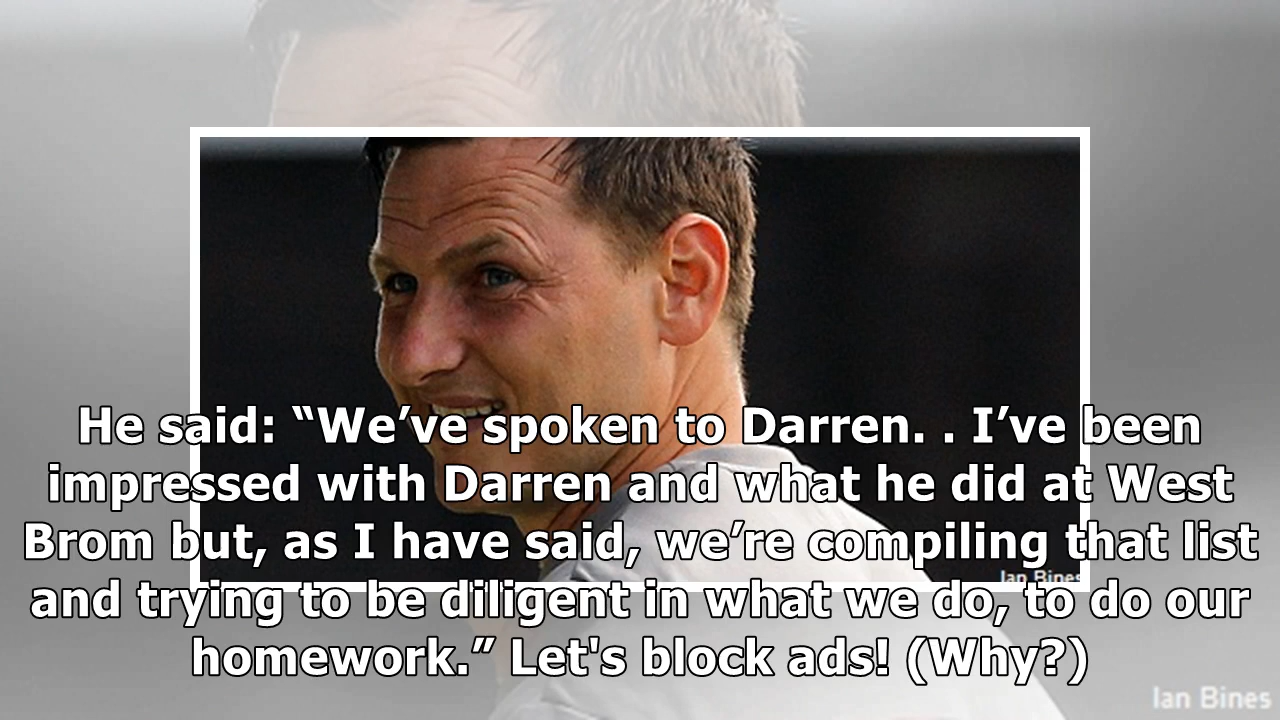 He said: “We’ve spoken to Darren. . I’ve been
impressed with Darren and what he did at West
Brom but, as I have said, we’re compiling that list
and trying to be diligent in what we do, to do our
homework.” Let's block ads! (Why?)
Ian Bines
Ian Bines